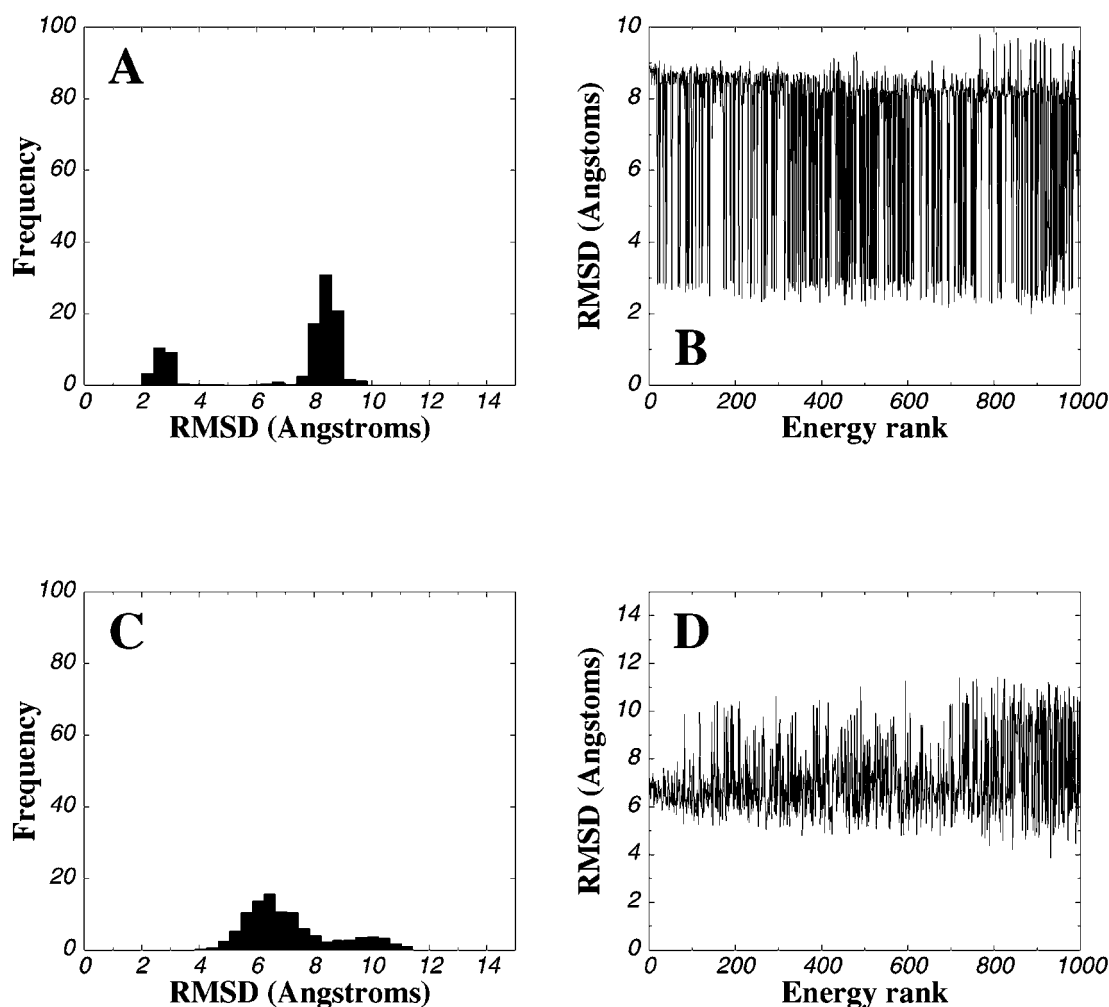 A
Frequency
100
80
60
40
20
0
0 2 4 6 8 10 12 14
RMSD (Angstroms)
B
RMSD (Angstoms)
10
8
6
4
2
0
0 200 400 600 800 1000
Energy rank
C
Frequency
100
80
60
40
20
0
0 2 4 6 8 10 12 14
RMSD (Angstroms)
D
RMSD (Angstoms)
14
12
10
8
6
4
2
0
0 200 400 600 800 1000
Energy rank